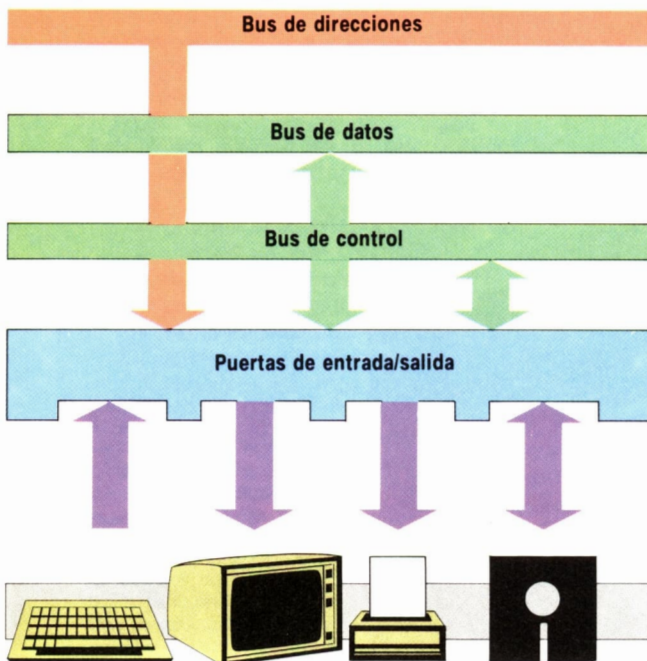 Bus de direcciones
Bus de datos
Bus de control
Puertas de entrada/salida